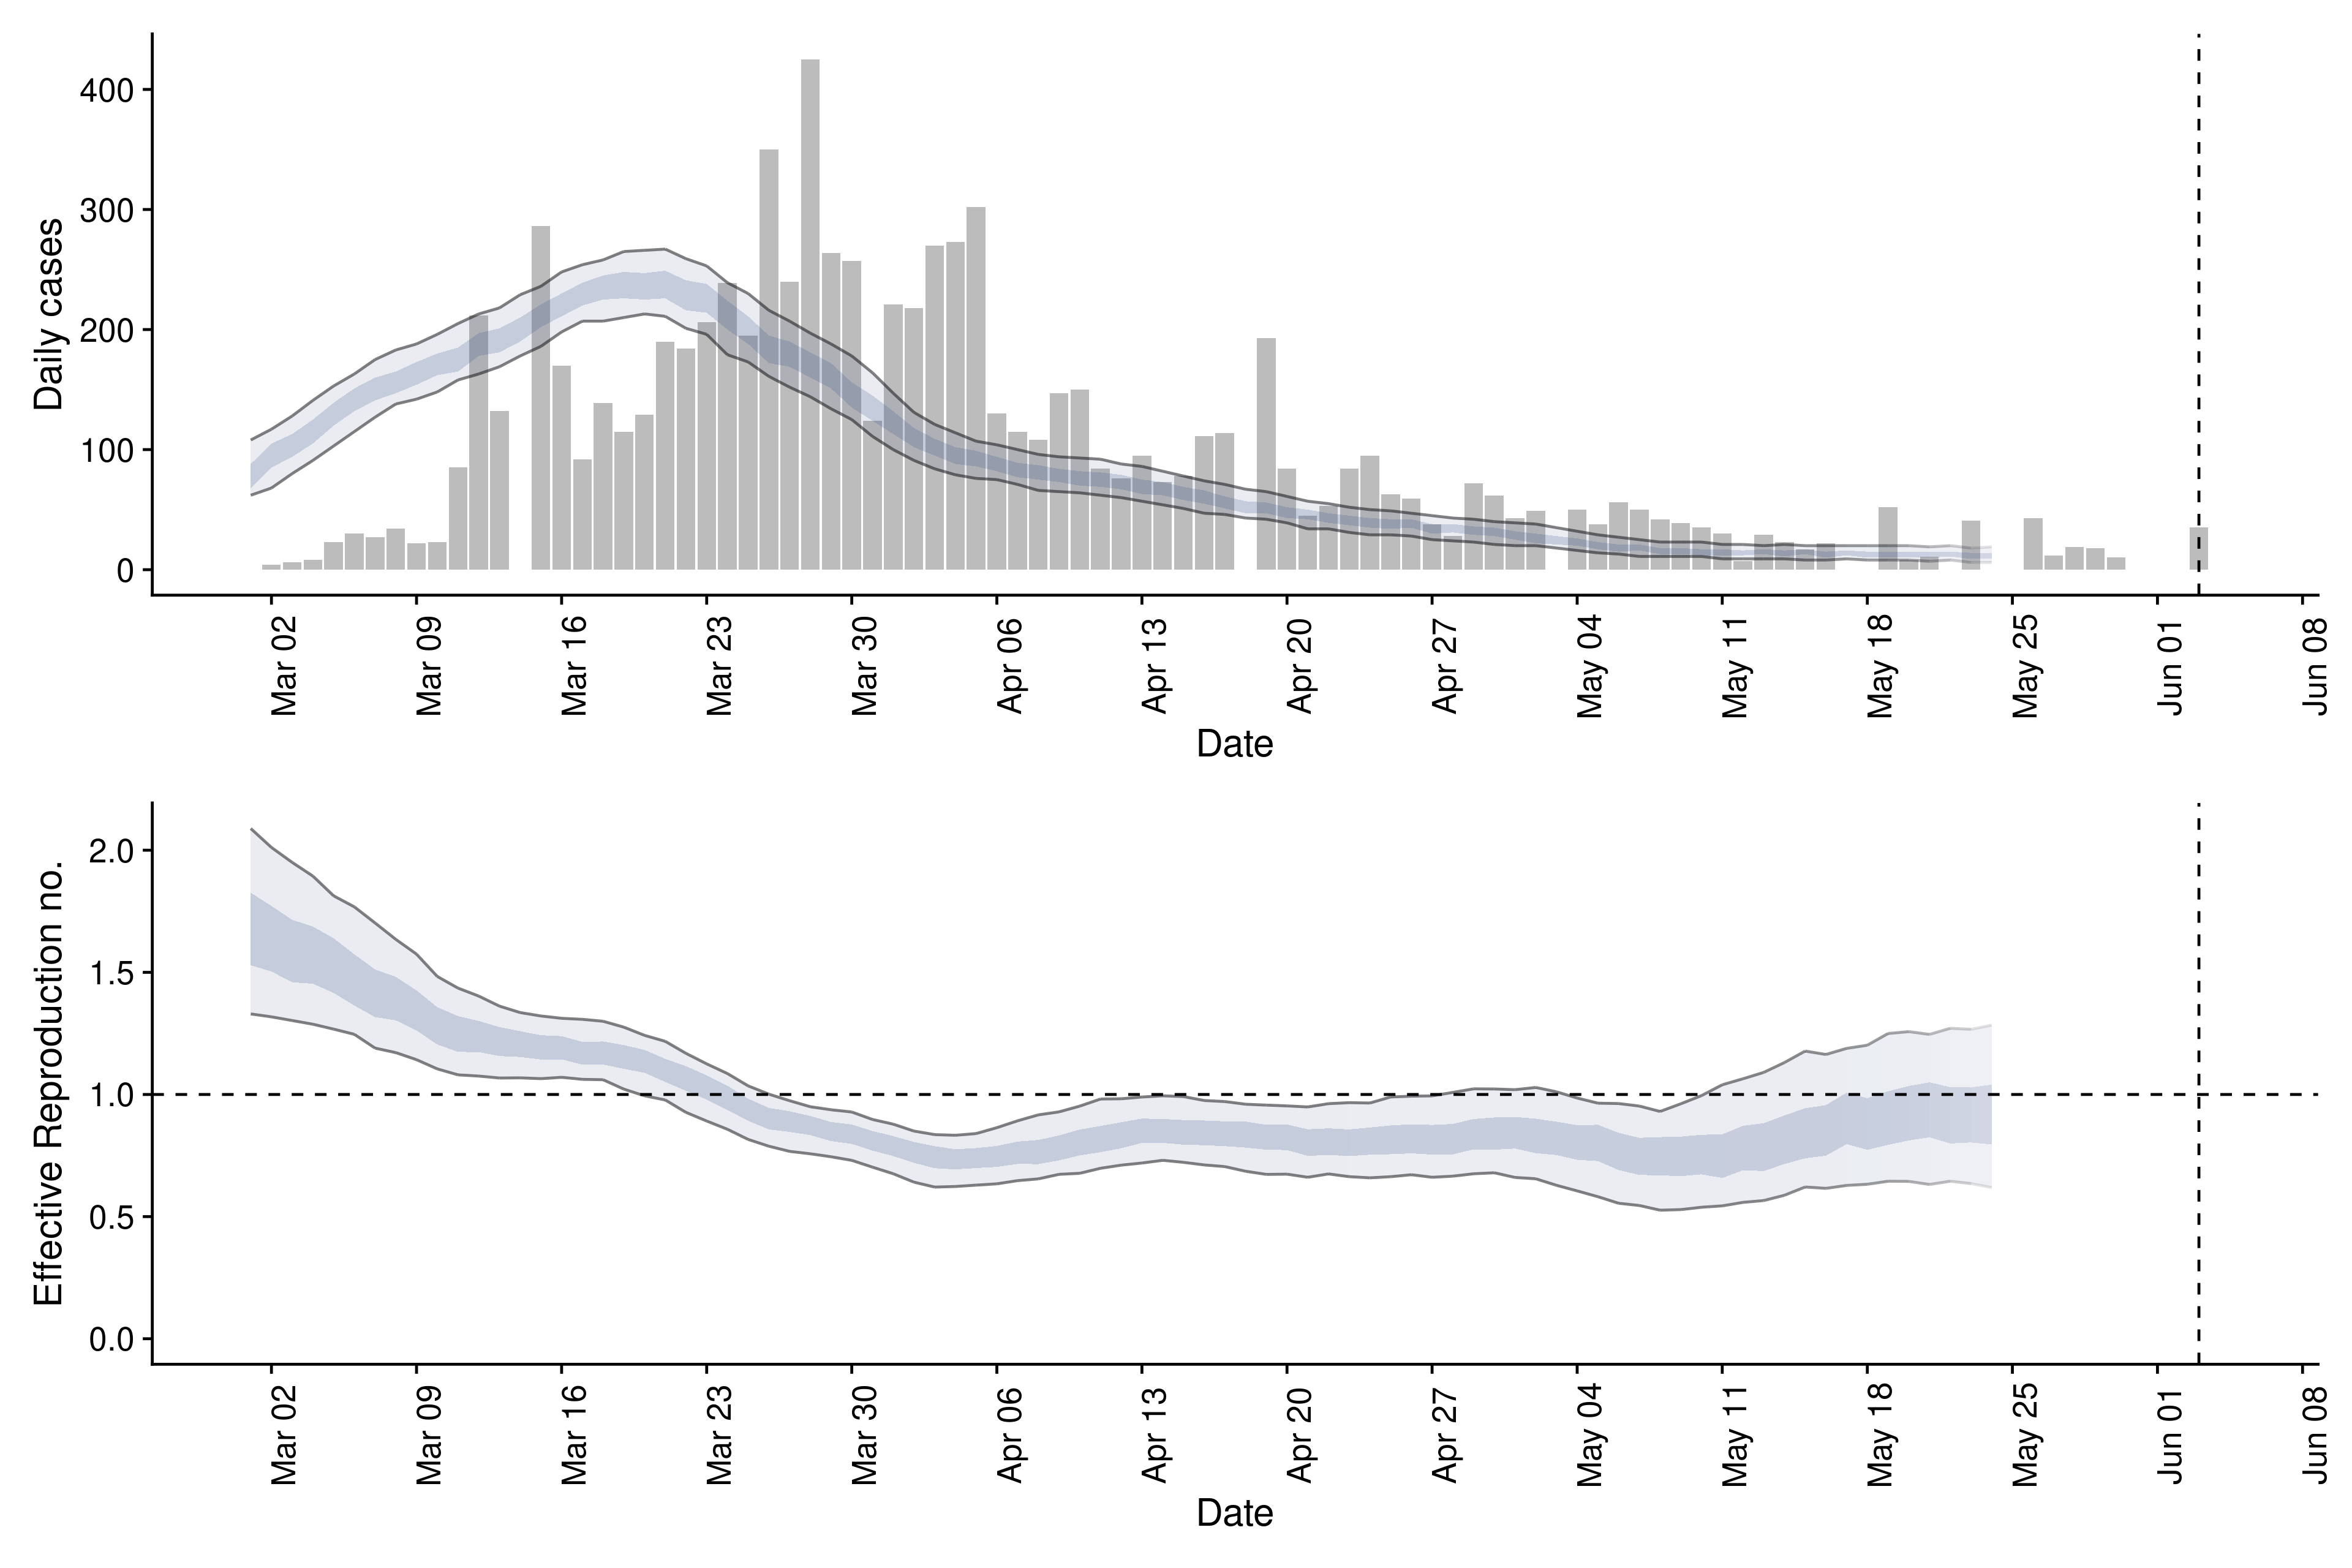 Daily cases
400
300
200
100
0
Mar 02
Mar 09
Mar 16
Mar 23
Mar 30
Apr 06
Apr 13
Apr 20
Apr 27
May 04
May 11
May 18
May 25
Jun 01
Jun 08
Date
Effective Reproduction no.
2.0
1.5
1.0
0.5
0.0
Mar 02
Mar 09
Mar 16
Mar 23
Mar 30
Apr 06
Apr 13
Apr 20
Apr 27
May 04
May 11
May 18
May 25
Jun 01
Jun 08
Date